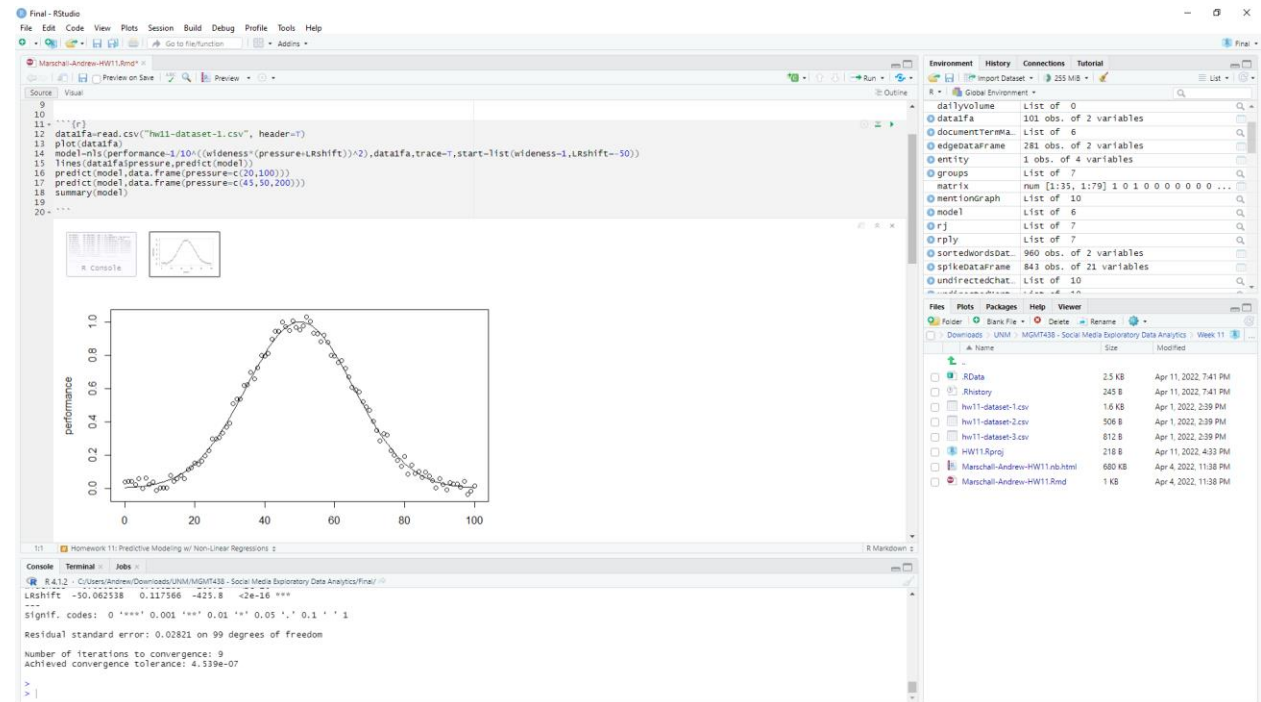 Final - RStudio
File Edit Code View Plots Session Build Debug Profile Tools Help
Go to file/function Addins Final
Marschall-Andrew-HW11.Rmd*
Preview on Save Preview Run
Source Visual Outline
9
10
11 ```{r}
12 data1fa=read.csv("hw11-dataset-1.csv", header=T)
13 plot(data1fa)
14 model=nls(performance~1/10^((wideness*(pressure+LRshift))^2),data1fa,trace=T,start=list(wideness=1,LRshift=-50))
15 lines(data1fa$pressure,predict(model))
16 predict(model,data.frame(pressure=c(20,100)))
17 predict(model,data.frame(pressure=c(45,50,200)))
18 summary(model)
19
20 ```
R Console
performance
1.0
0.8
0.6
0.4
0.2
0.0
0 20 40 60 80 100
1:1 Homework 11: Predictive Modeling w/ Non-Linear Regressions R Markdown
Console Terminal Jobs
R 4.1.2 · C:/Users/Andrew/Downloads/UNM/MGMT438 - Social Media Exploratory Data Analytics/Final/
LRshift -50.062538 0.117566 -425.8 <2e-16 ***
---
Signif. codes: 0 '***' 0.001 '**' 0.01 '*' 0.05 '.' 0.1 ' ' 1
Residual standard error: 0.02821 on 99 degrees of freedom
Number of iterations to convergence: 9
Achieved convergence tolerance: 4.539e-07
>
>
Environment History Connections Tutorial
Import Dataset 255 MiB List
R Global Environment
dailyVolume List of 0
data1fa 101 obs. of 2 variables
documentTermMa… List of 6
edgeDataFrame 281 obs. of 2 variables
entity 1 obs. of 4 variables
groups List of 7
matrix num [1:35, 1:79] 1 0 1 0 0 0 0 0 0 0 ...
mentionGraph List of 10
model List of 6
rj List of 7
rply List of 7
sortedWordsDat… 960 obs. of 2 variables
spikeDataFrame 843 obs. of 21 variables
undirectedChat… List of 10
Files Plots Packages Help Viewer
Folder Blank File Delete Rename
Downloads UNM MGMT438 - Social Media Exploratory Data Analytics Week 11
Name Size Modified
..
.RData 2.5 KB Apr 11, 2022, 7:41 PM
.Rhistory 245 B Apr 11, 2022, 7:41 PM
hw11-dataset-1.csv 1.6 KB Apr 1, 2022, 2:39 PM
hw11-dataset-2.csv 506 B Apr 1, 2022, 2:39 PM
hw11-dataset-3.csv 812 B Apr 1, 2022, 2:39 PM
HW11.Rproj 218 B Apr 11, 2022, 4:33 PM
Marschall-Andrew-HW11.nb.html 680 KB Apr 4, 2022, 11:38 PM
Marschall-Andrew-HW11.Rmd 1 KB Apr 4, 2022, 11:38 PM